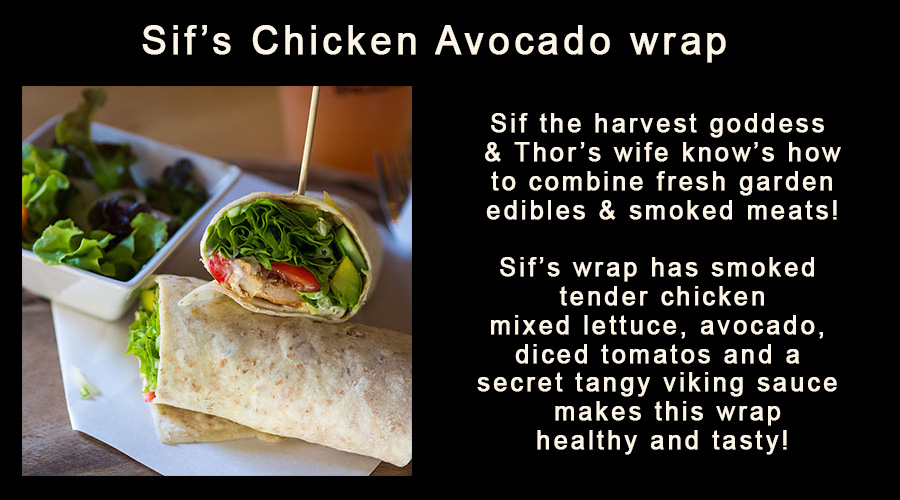 Sif's Chicken Avocado wrap
Sif the harvest goddess
& Thor's wife know's how
to combine fresh garden
edibles & smoked meats!
Sif's wrap has smoked
tender chicken
mixed lettuce, avocado,
diced tomatos and a
secret tangy viking sauce
makes this wrap
healthy and tasty!